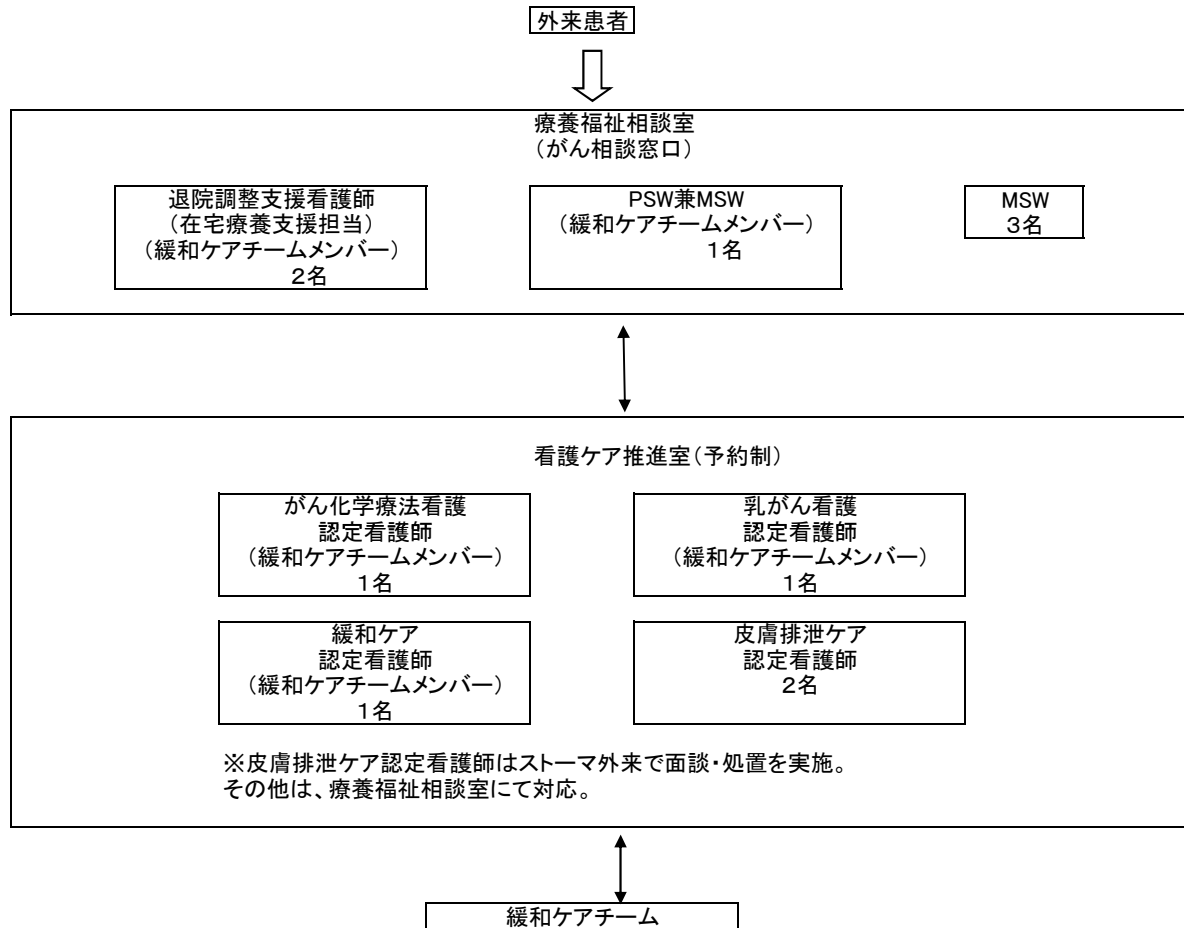 外来患者
療養福祉相談室
（がん相談窓口）
退院調整支援看護師
（在宅療養支援担当）
（緩和ケアチームメンバー）
２名
PSW兼MSW
（緩和ケアチームメンバー）
１名
MSW
３名
看護ケア推進室（予約制）
がん化学療法看護
認定看護師
（緩和ケアチームメンバー）
１名
乳がん看護
認定看護師
（緩和ケアチームメンバー）
１名
緩和ケア
認定看護師
（緩和ケアチームメンバー）
１名
皮膚排泄ケア
認定看護師
２名
※皮膚排泄ケア認定看護師はストーマ外来で面談・処置を実施。
その他は、療養福祉相談室にて対応。
緩和ケアチーム